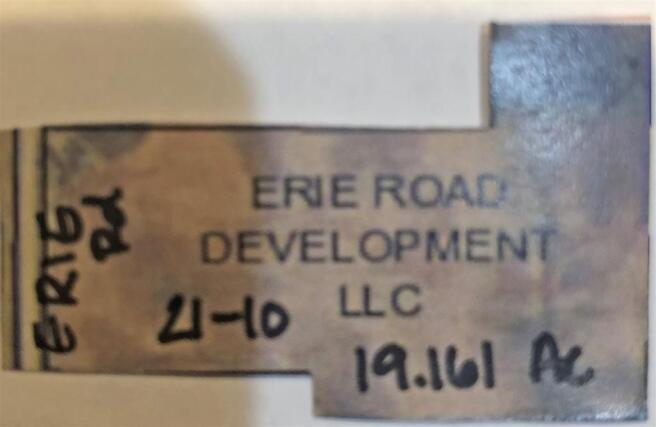 ERIE
Rd
ERIE ROAD
DEVELOPMENT
LLC
21-10
19.161 Ac